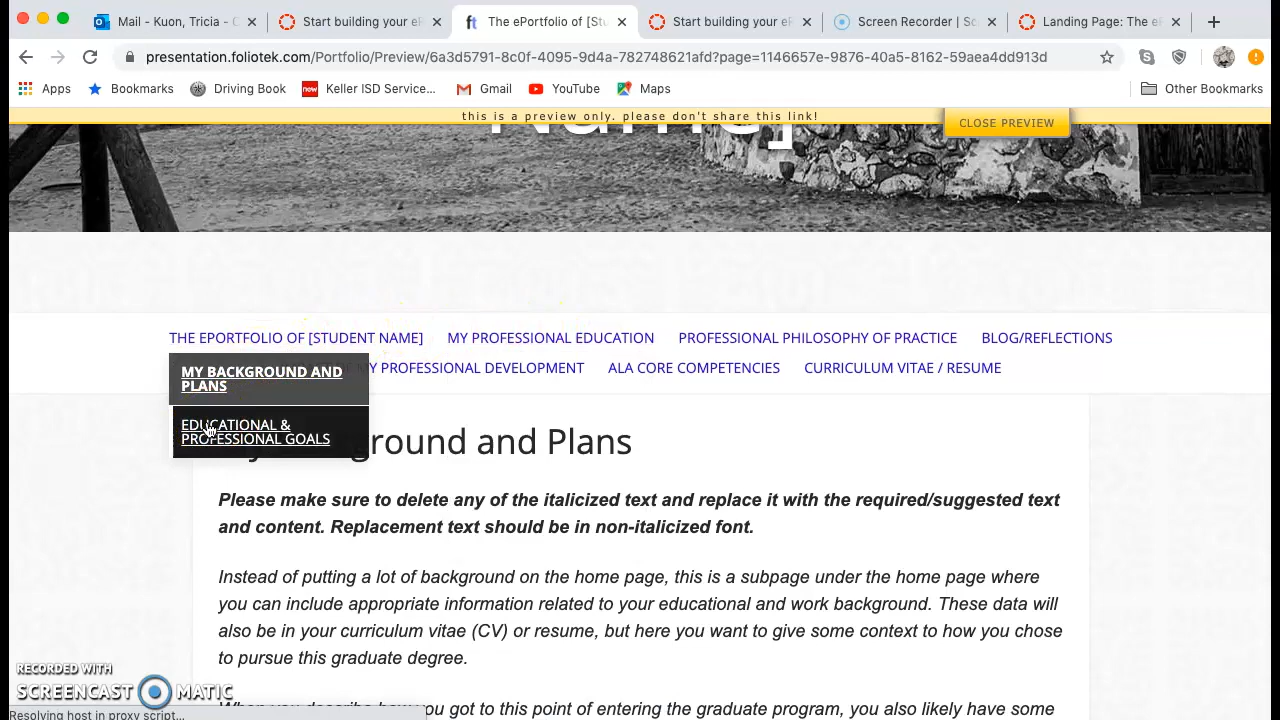 Mail - Kuon, Tricia -
Start building your eP
The ePortfolio of [Stu
Start building your eP
Screen Recorder | Sc
Landing Page: The e
presentation.foliotek.com/Portfolio/Preview/6a3d5791-8c0f-4095-9d4a-782748621afd?page=1146657e-9876-40a5-8162-59aea4dd913d
Apps Bookmarks Driving Book now Keller ISD Service... Gmail YouTube Maps Other Bookmarks
this is a preview only. please don't share this link!
CLOSE PREVIEW
Name]
THE EPORTFOLIO OF [STUDENT NAME] MY PROFESSIONAL EDUCATION PROFESSIONAL PHILOSOPHY OF PRACTICE BLOG/REFLECTIONS
MY PROFESSIONAL DEVELOPMENT ALA CORE COMPETENCIES CURRICULUM VITAE / RESUME
MY BACKGROUND AND
PLANS
EDUCATIONAL &
PROFESSIONAL GOALS
ground and Plans
Please make sure to delete any of the italicized text and replace it with the required/suggested text
and content. Replacement text should be in non-italicized font.
Instead of putting a lot of background on the home page, this is a subpage under the home page where
you can include appropriate information related to your educational and work background. These data will
also be in your curriculum vitae (CV) or resume, but here you want to give some context to how you chose
to pursue this graduate degree.
When you describe how you got to this point of entering the graduate program, you also likely have some
RECORDED WITH
SCREENCAST MATIC
Resolving host in proxy script...